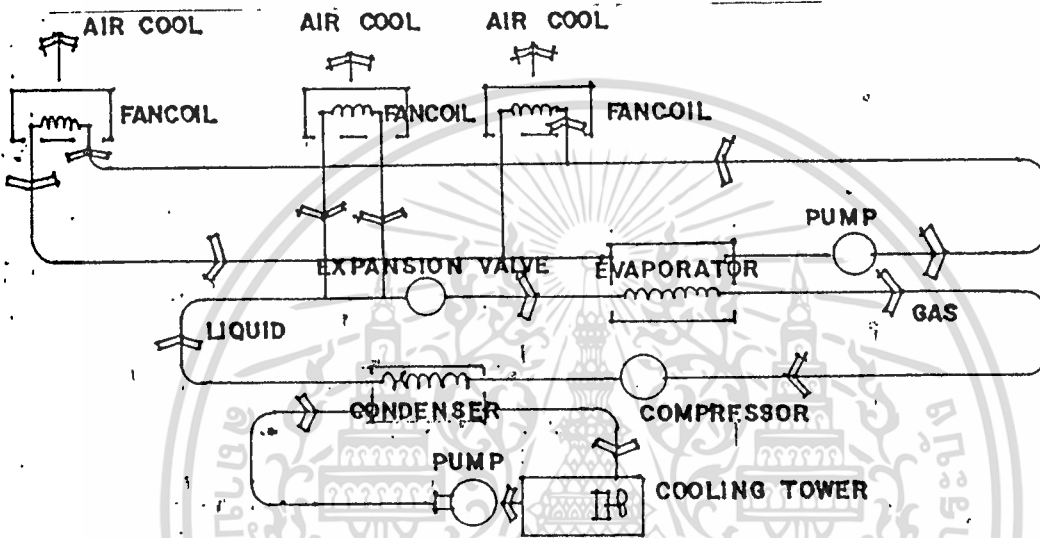 AIR COOL AIR COOL AIR COOL
FANCOIL FANCOIL FANCOIL
PUMP
EXPANSION VALVE EVAPORATOR
LIQUID GAS
CONDENSER COMPRESSOR
PUMP
COOLING TOWER